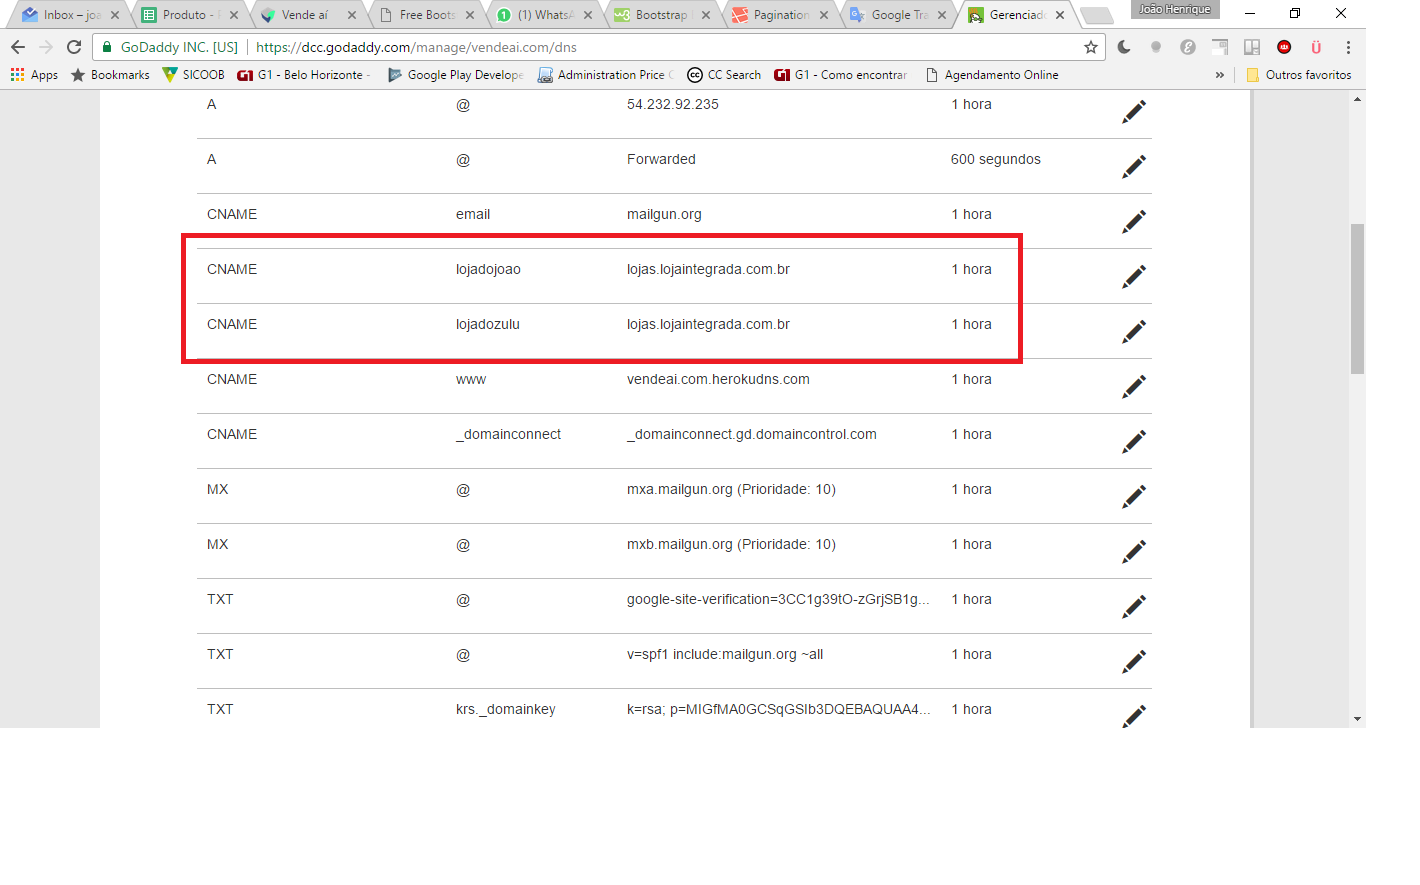 João Henrique
Inbox – joa
Produto - F
Vende aí
Free Boots
(1) WhatsA
Bootstrap
Pagination
Google Tra
Gerenciado
GoDaddy INC. [US] https://dcc.godaddy.com/manage/vendeai.com/dns
Apps Bookmarks SICOOB G1 - Belo Horizonte - Google Play Develope Administration Price C CC Search G1 - Como encontrar Agendamento Online » Outros favoritos
A @ 54.232.92.235 1 hora
A @ Forwarded 600 segundos
CNAME email mailgun.org 1 hora
CNAME lojadojoao lojas.lojaintegrada.com.br 1 hora
CNAME lojadozulu lojas.lojaintegrada.com.br 1 hora
CNAME www vendeai.com.herokudns.com 1 hora
CNAME _domainconnect _domainconnect.gd.domaincontrol.com 1 hora
MX @ mxa.mailgun.org (Prioridade: 10) 1 hora
MX @ mxb.mailgun.org (Prioridade: 10) 1 hora
TXT @ google-site-verification=3CC1g39tO-zGrjSB1g... 1 hora
TXT @ v=spf1 include:mailgun.org ~all 1 hora
TXT krs._domainkey k=rsa; p=MIGfMA0GCSqGSIb3DQEBAQUAA4... 1 hora